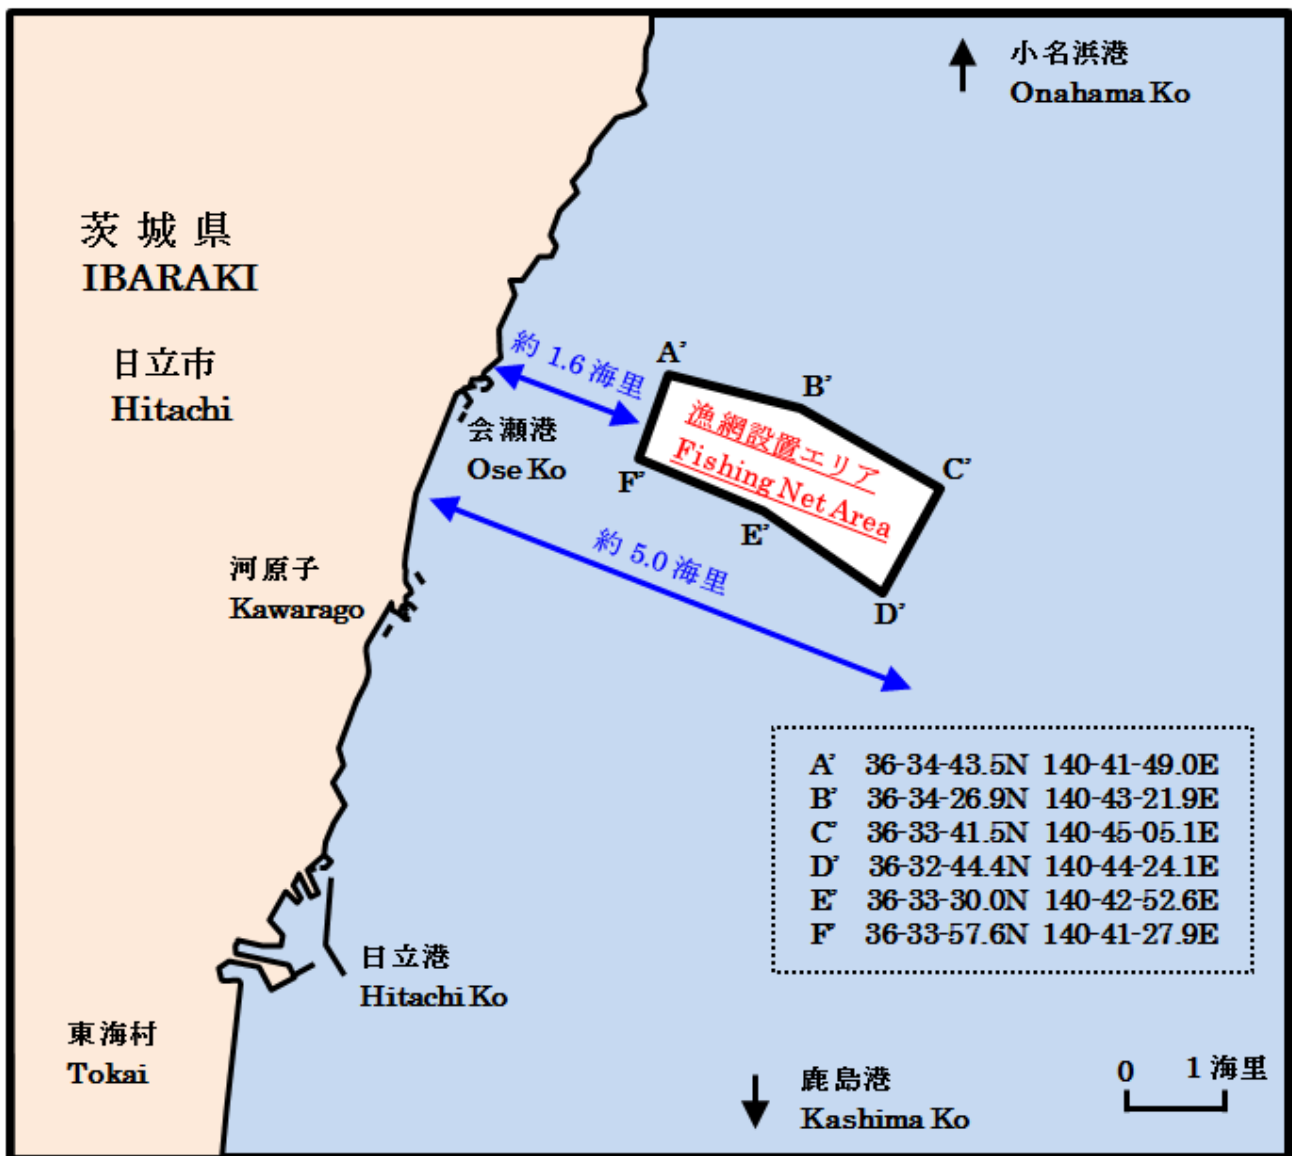 小名浜港
Onahama Ko
茨城県
IBARAKI
日立市
Hitachi
約 1.6 海里
A’
B’
C’
D’
E’
F’
漁網設置エリア
Fishing Net Area
会瀬港
Ose Ko
約 5.0 海里
河原子
Kawarago
A’ 36-34-43.5N 140-41-49.0E
B’ 36-34-26.9N 140-43-21.9E
C’ 36-33-41.5N 140-45-05.1E
D’ 36-32-44.4N 140-44-24.1E
E’ 36-33-30.0N 140-42-52.6E
F’ 36-33-57.6N 140-41-27.9E
日立港
Hitachi Ko
東海村
Tokai
鹿島港
Kashima Ko
0 1 海里